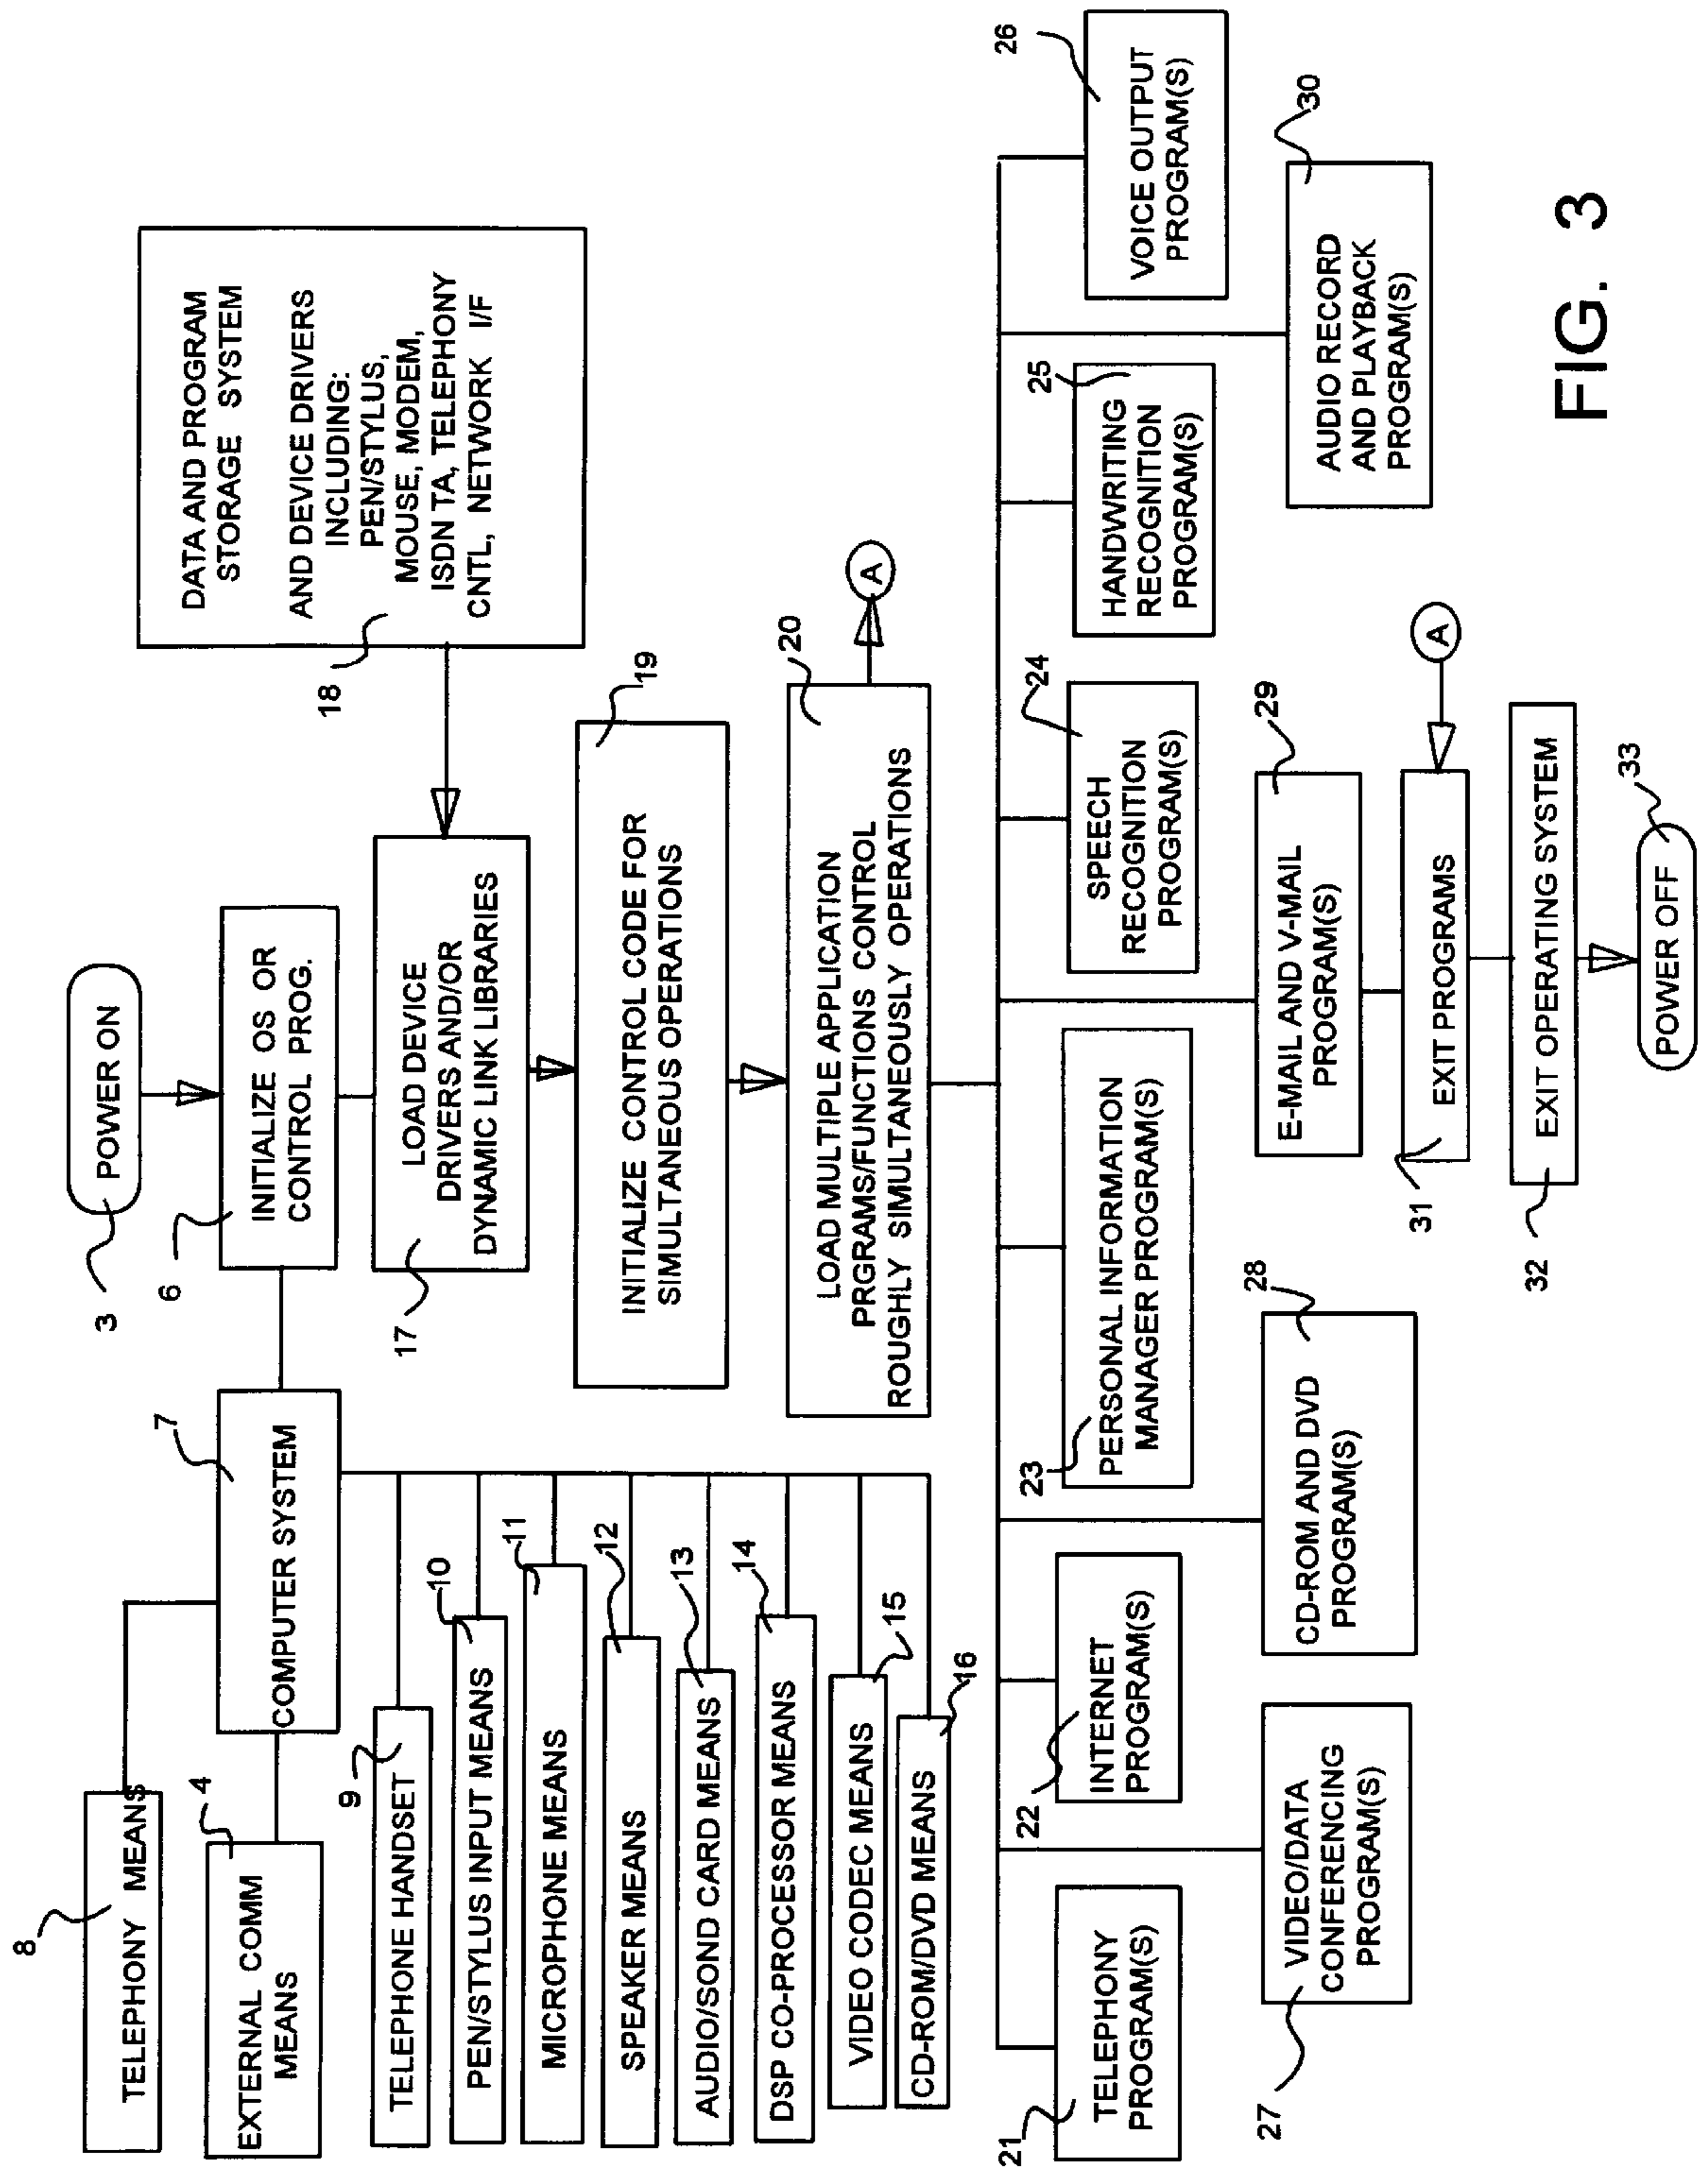 3
POWER ON
6
INITIALIZE OS OR
CONTROL PROG.
7
COMPUTER SYSTEM
8
TELEPHONY MEANS
4
EXTERNAL COMM
MEANS
9
TELEPHONE HANDSET
10
PEN/STYLUS INPUT MEANS
11
MICROPHONE MEANS
12
SPEAKER MEANS
13
AUDIO/SOND CARD MEANS
14
DSP CO-PROCESSOR MEANS
15
VIDEO CODEC MEANS
16
CD-ROM/DVD MEANS
17
LOAD DEVICE
DRIVERS AND/OR
DYNAMIC LINK LIBRARIES
18
DATA AND PROGRAM
STORAGE SYSTEM
AND DEVICE DRIVERS
INCLUDING:
PEN/STYLUS,
MOUSE, MODEM,
ISDN TA, TELEPHONY
CNTL, NETWORK I/F
19
INITIALIZE CONTROL CODE FOR
SIMULTANEOUS OPERATIONS
20
LOAD MULTIPLE APPLICATION
PRGRAMS/FUNCTIONS CONTROL
ROUGHLY SIMULTANEOUSLY OPERATIONS
A
21
TELEPHONY
PROGRAM(S)
22
INTERNET
PROGRAM(S)
23
PERSONAL INFORMATION
MANAGER PROGRAM(S)
24
SPEECH
RECOGNITION
PROGRAM(S)
25
HANDWRITING
RECOGNITION
PROGRAM(S)
26
VOICE OUTPUT
PROGRAM(S)
27
VIDEO/DATA
CONFERENCING
PROGRAM(S)
28
CD-ROM AND DVD
PROGRAM(S)
29
E-MAIL AND V-MAIL
PROGRAM(S)
30
AUDIO RECORD
AND PLAYBACK
PROGRAM(S)
A
31
EXIT PROGRAMS
32
EXIT OPERATING SYSTEM
33
POWER OFF
FIG. 3